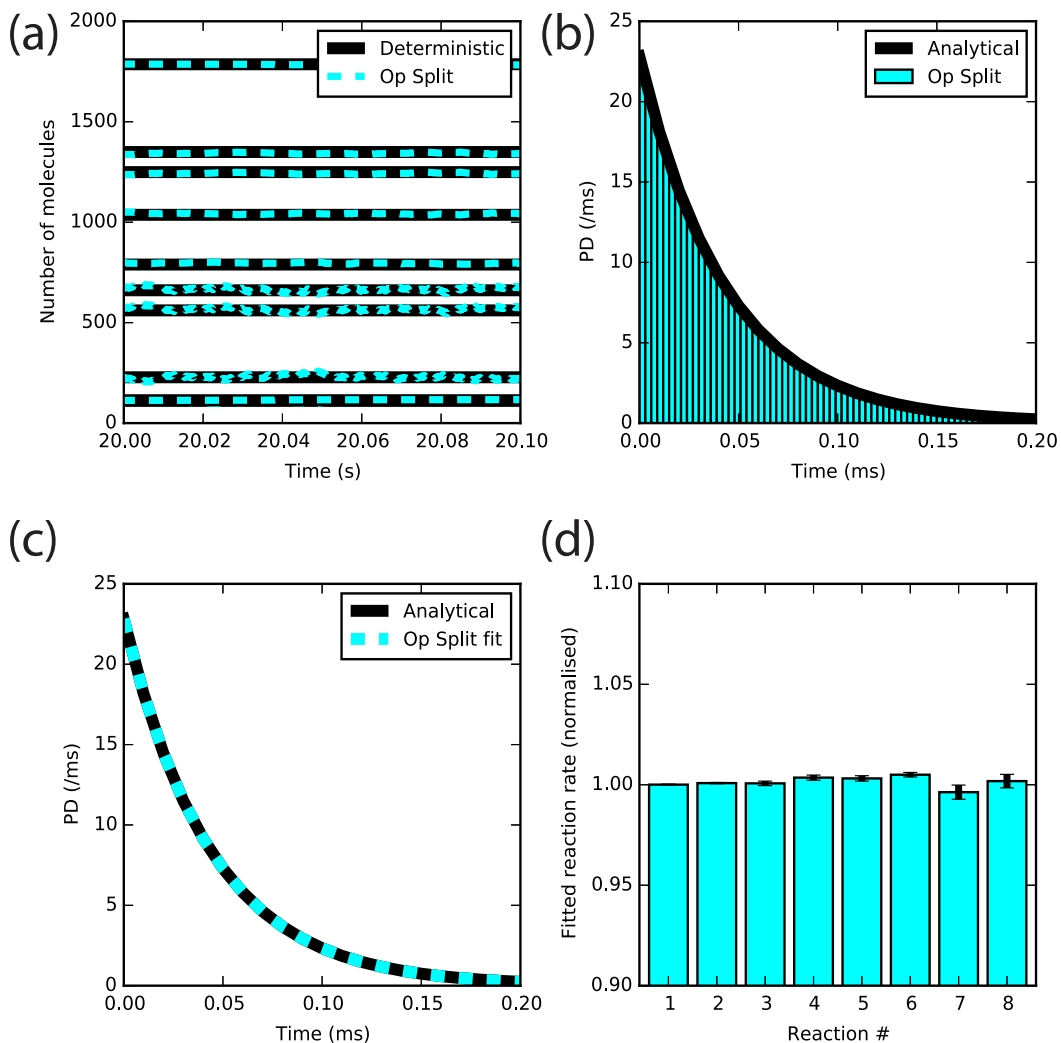 (a)
Number of molecules
2000
1500
1000
500
0
Deterministic
Op Split
20.00 20.02 20.04 20.06 20.08 20.10
Time (s)
(b)
PD (/ms)
25
20
15
10
5
0
Analytical
Op Split
0.00 0.05 0.10 0.15 0.20
Time (ms)
(c)
PD (/ms)
25
20
15
10
5
0
Analytical
Op Split fit
0.00 0.05 0.10 0.15 0.20
Time (ms)
(d)
Fitted reaction rate (normalised)
1.10
1.05
1.00
0.95
0.90
1 2 3 4 5 6 7 8
Reaction #